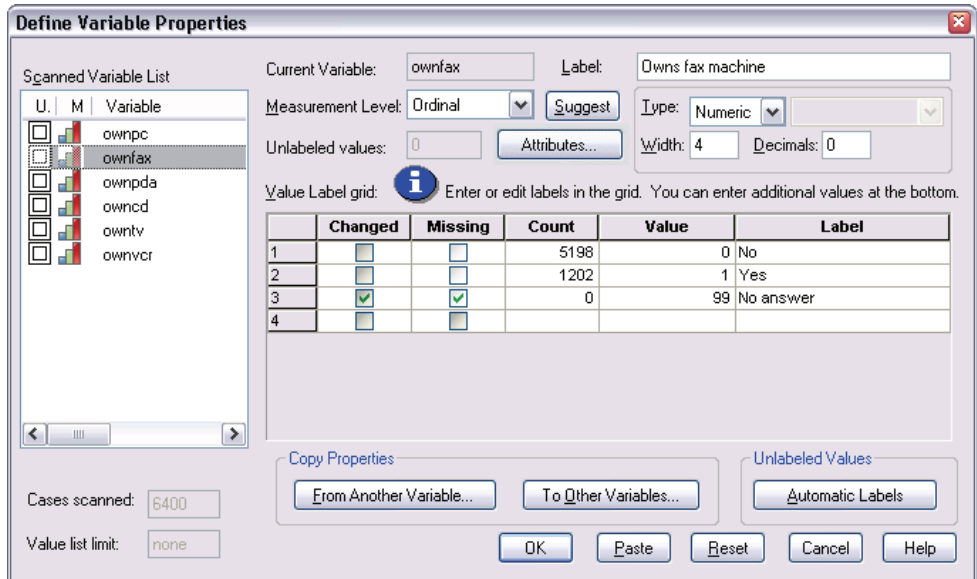 Define Variable Properties
Scanned Variable List
U. M Variable
ownpc
ownfax
ownpda
owncd
owntv
ownvcr
Cases scanned: 6400
Value list limit: none
Current Variable: ownfax Label: Owns fax machine
Measurement Level: Ordinal Suggest Type: Numeric
Unlabeled values: 0 Attributes... Width: 4 Decimals: 0
Value Label grid: i Enter or edit labels in the grid. You can enter additional values at the bottom.
Changed Missing Count Value Label
1 5198 0 No
2 1202 1 Yes
3 0 99 No answer
4
Copy Properties
From Another Variable... To Other Variables...
Unlabeled Values
Automatic Labels
OK Paste Reset Cancel Help